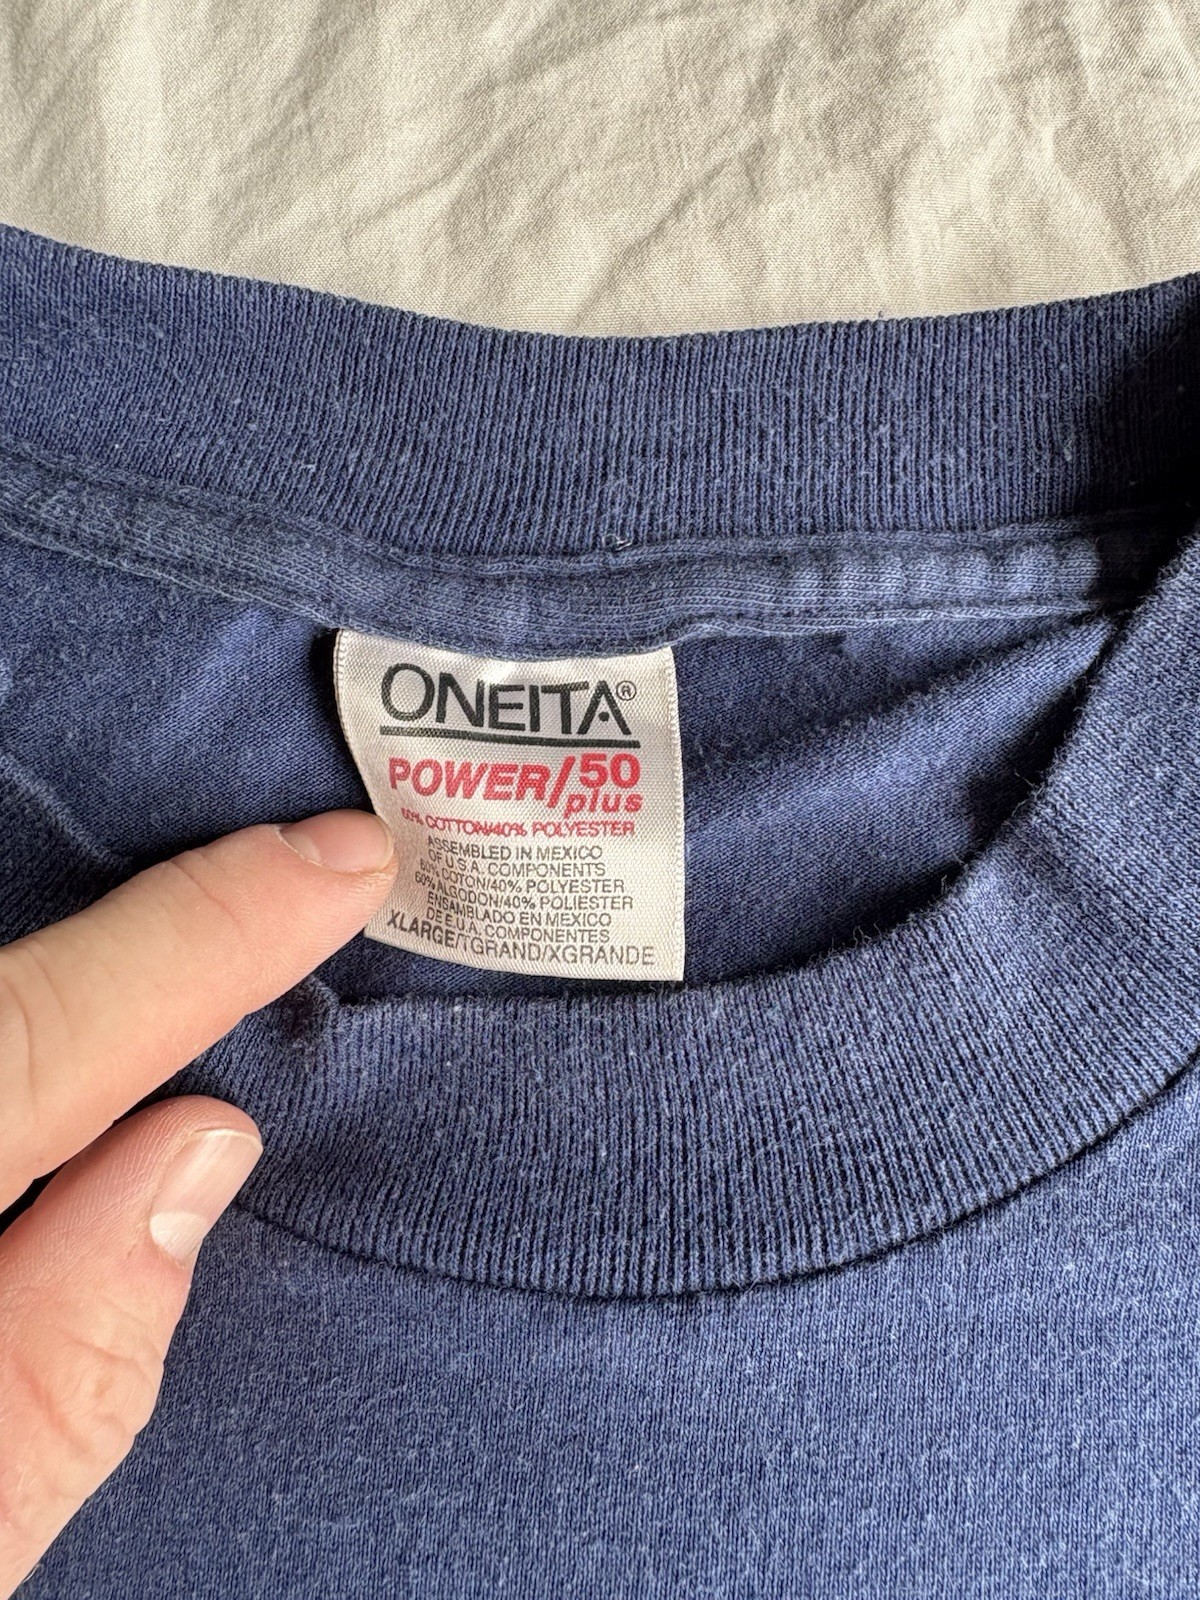 ONEITA®
POWER/50
plus
60% COTTON/40% POLYESTER
ASSEMBLED IN MEXICO
OF U.S.A. COMPONENTS
60% COTON/40% POLYESTER
60% ALGODON/40% POLIESTER
ENSAMBLADO EN MEXICO
DE E.U.A. COMPONENTES
XLARGE/TGRAND/XGRANDE